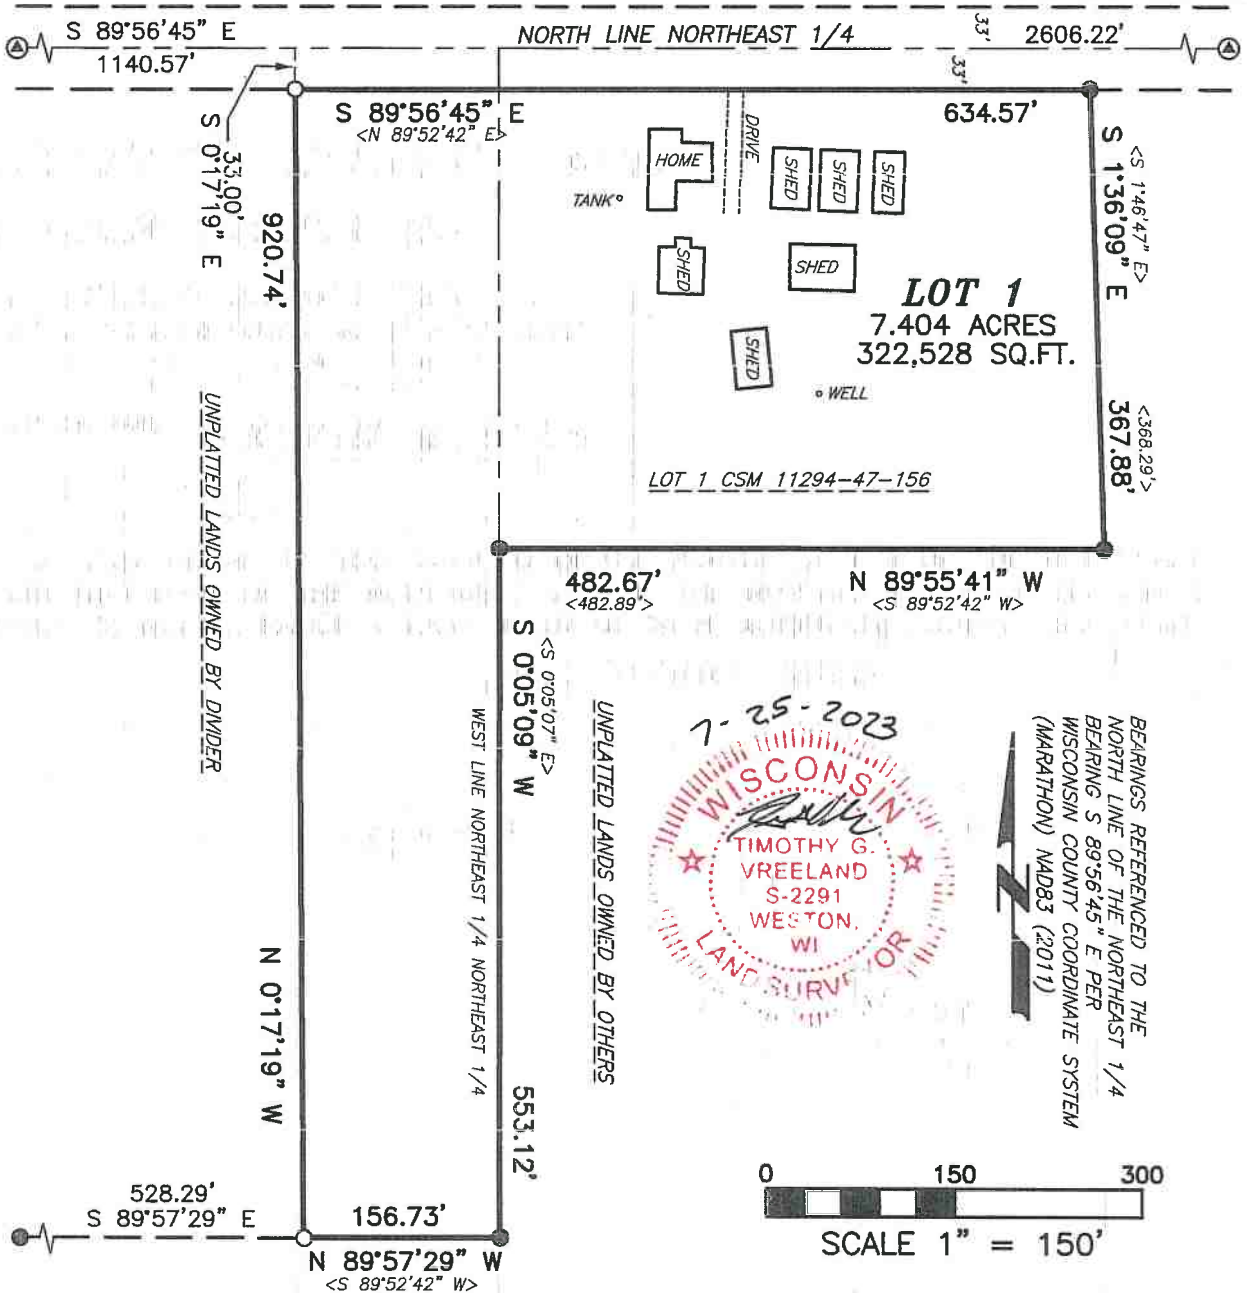 S 89°56'45" E
1140.57'
NORTH LINE NORTHEAST 1/4
33'
33'
2606.22'
S 89°56'45" E
<N 89°52'42" E>
634.57'
33.00'
S 0°17'19" E
920.74'
HOME
DRIVE
SHED
SHED
SHED
TANK
SHED
SHED
SHED
WELL
LOT 1
7.404 ACRES
322,528 SQ.FT.
<S 1°46'47" E>
S 1°36'09" E
<368.29'>
367.88'
LOT 1 CSM 11294-47-156
482.67'
<482.89'>
N 89°55'41" W
<S 89°52'42" W>
UNPLATTED LANDS OWNED BY DIVIDER
<S 0°05'07" E>
S 0°05'09" W
WEST LINE NORTHEAST 1/4 NORTHEAST 1/4
553.12'
UNPLATTED LANDS OWNED BY OTHERS
N 0°17'19" W
WISCONSIN
TIMOTHY G.
VREELAND
S-2291
WESTON,
WI
LAND SURVEYOR
N
BEARINGS REFERENCED TO THE
NORTH LINE OF THE NORTHEAST 1/4
BEARING S 89°56'45" E PER
WISCONSIN COUNTY COORDINATE SYSTEM
(MARATHON) NAD83 (2011)
528.29'
S 89°57'29" E
156.73'
N 89°57'29" W
<S 89°52'42" W>
0 150 300
SCALE 1" = 150'